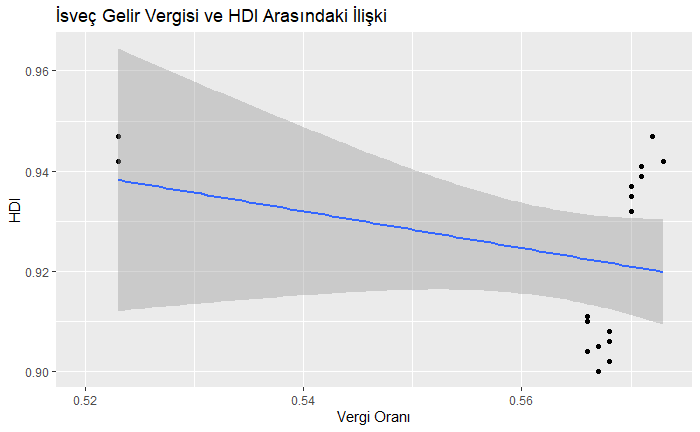 İsveç Gelir Vergisi ve HDI Arasındaki İlişki
HDI
0.96
0.94
0.92
0.90
0.52
0.54
0.56
Vergi Oranı